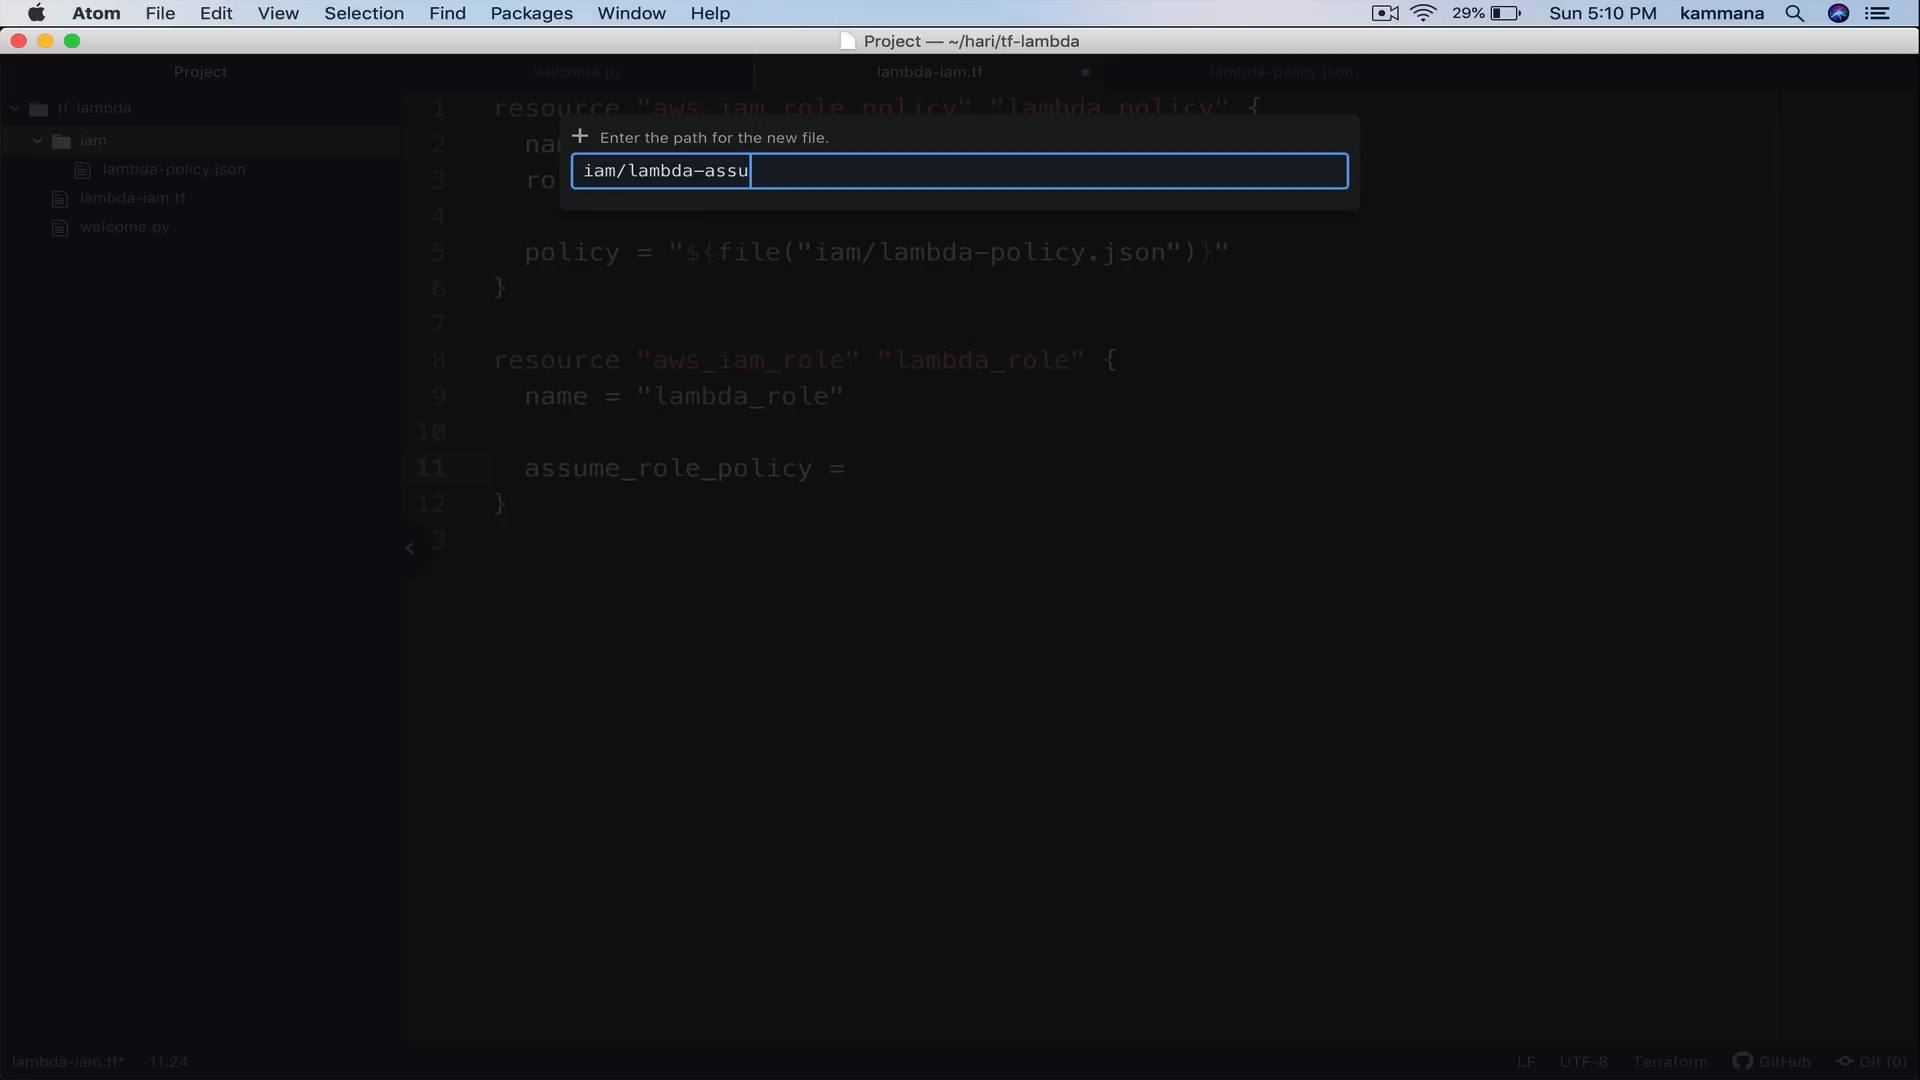 Atom File Edit View Selection Find Packages Window Help 29% Sun 5:10 PM kammana
Project — ~/hari/tf-lambda
Project welcome.py lambda-iam.tf lambda-policy.json
tf-lambda
iam
lambda-policy.json
lambda-iam.tf
welcome.py
1 resource "aws_iam_role_policy" "lambda_policy" {
+ Enter the path for the new file.
iam/lambda-assu
2 na
3 ro
4
5 policy = "${file("iam/lambda-policy.json")}"
6 }
7
8 resource "aws_iam_role" "lambda_role" {
9 name = "lambda_role"
10
11 assume_role_policy =
12 }
3
lambda-iam.tf* 11:24 LF UTF-8 Terraform GitHub Git (0)